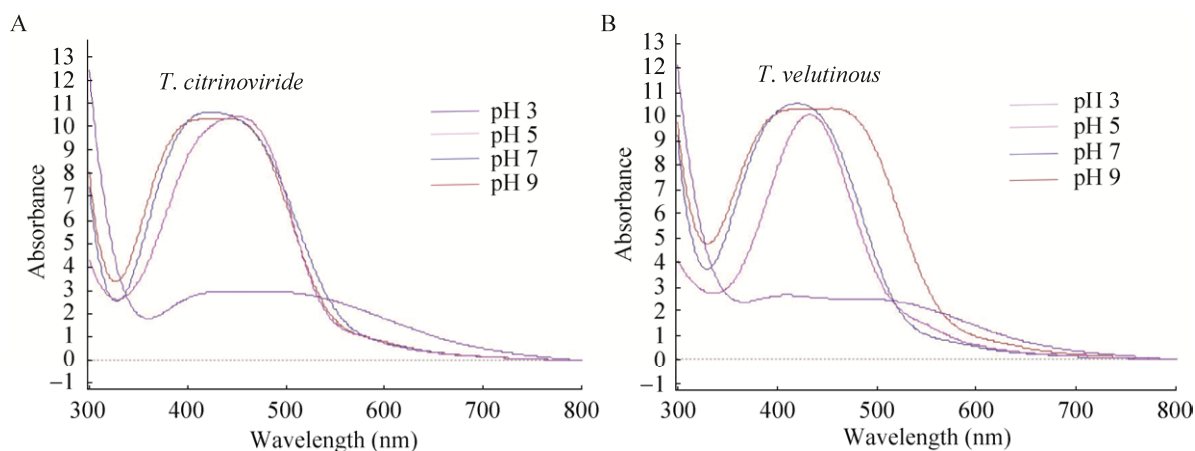 A
T. citrinoviride
Absorbance
13
12
11
10
9
8
7
6
5
4
3
2
1
0
−1
300
400
500
600
700
800
Wavelength (nm)
pH 3
pH 5
pH 7
pH 9
B
T. velutinous
Absorbance
13
12
11
10
9
8
7
6
5
4
3
2
1
0
−1
300
400
500
600
700
800
Wavelength (nm)
pII 3
pH 5
pH 7
pH 9